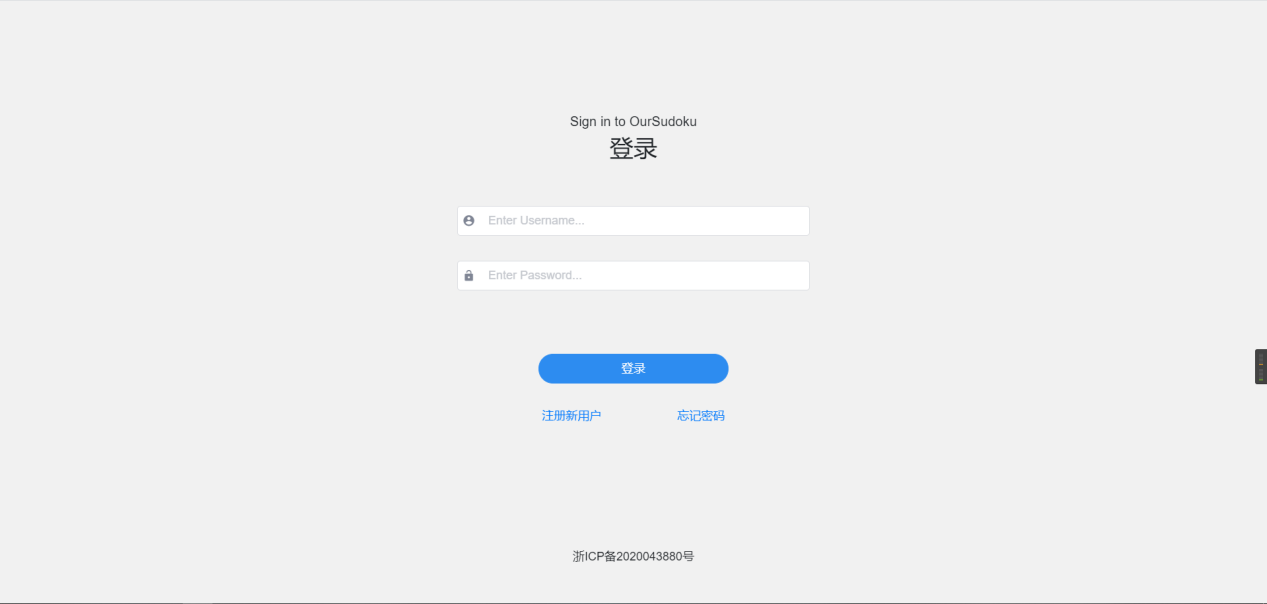 Sign in to OurSudoku
登录
Enter Username...
Enter Password...
登录
注册新用户 忘记密码
浙ICP备2020043880号